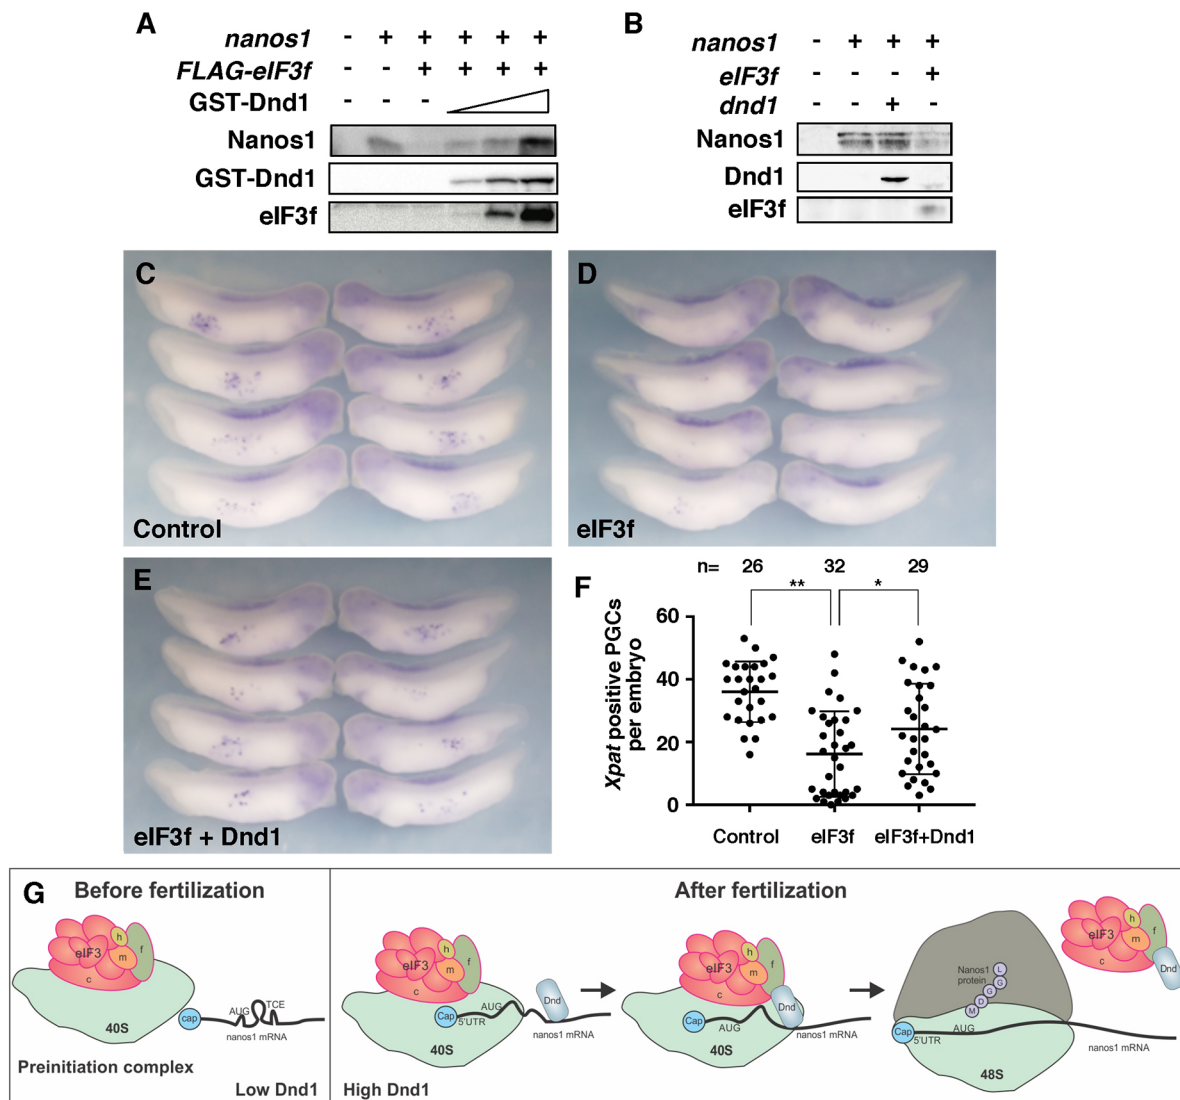 A
nanos1 - + + + + +
FLAG-eIF3f - - + + + +
GST-Dnd1 - - -
Nanos1
GST-Dnd1
eIF3f
B
nanos1 - + + +
eIF3f - - - +
dnd1 - - + -
Nanos1
Dnd1
eIF3f
C
Control
D
eIF3f
E
eIF3f + Dnd1
F
n= 26 32 29
** *
Xpat positive PGCs
per embryo
60
40
20
0
Control eIF3f eIF3f+Dnd1
G
Before fertilization
eIF3
h
m
f
c
40S
cap
AUG
TCE
nanos1 mRNA
Preinitiation complex
Low Dnd1
After fertilization
eIF3
h
m
f
c
Cap
5'UTR
AUG
Dnd
nanos1 mRNA
40S
High Dnd1
eIF3
h
m
f
c
Cap
AUG
Dnd
nanos1 mRNA
40S
Nanos1
protein
L
G
G
D
M
Cap
5'UTR
AUG
nanos1 mRNA
48S
eIF3
h
m
f
c
Dnd